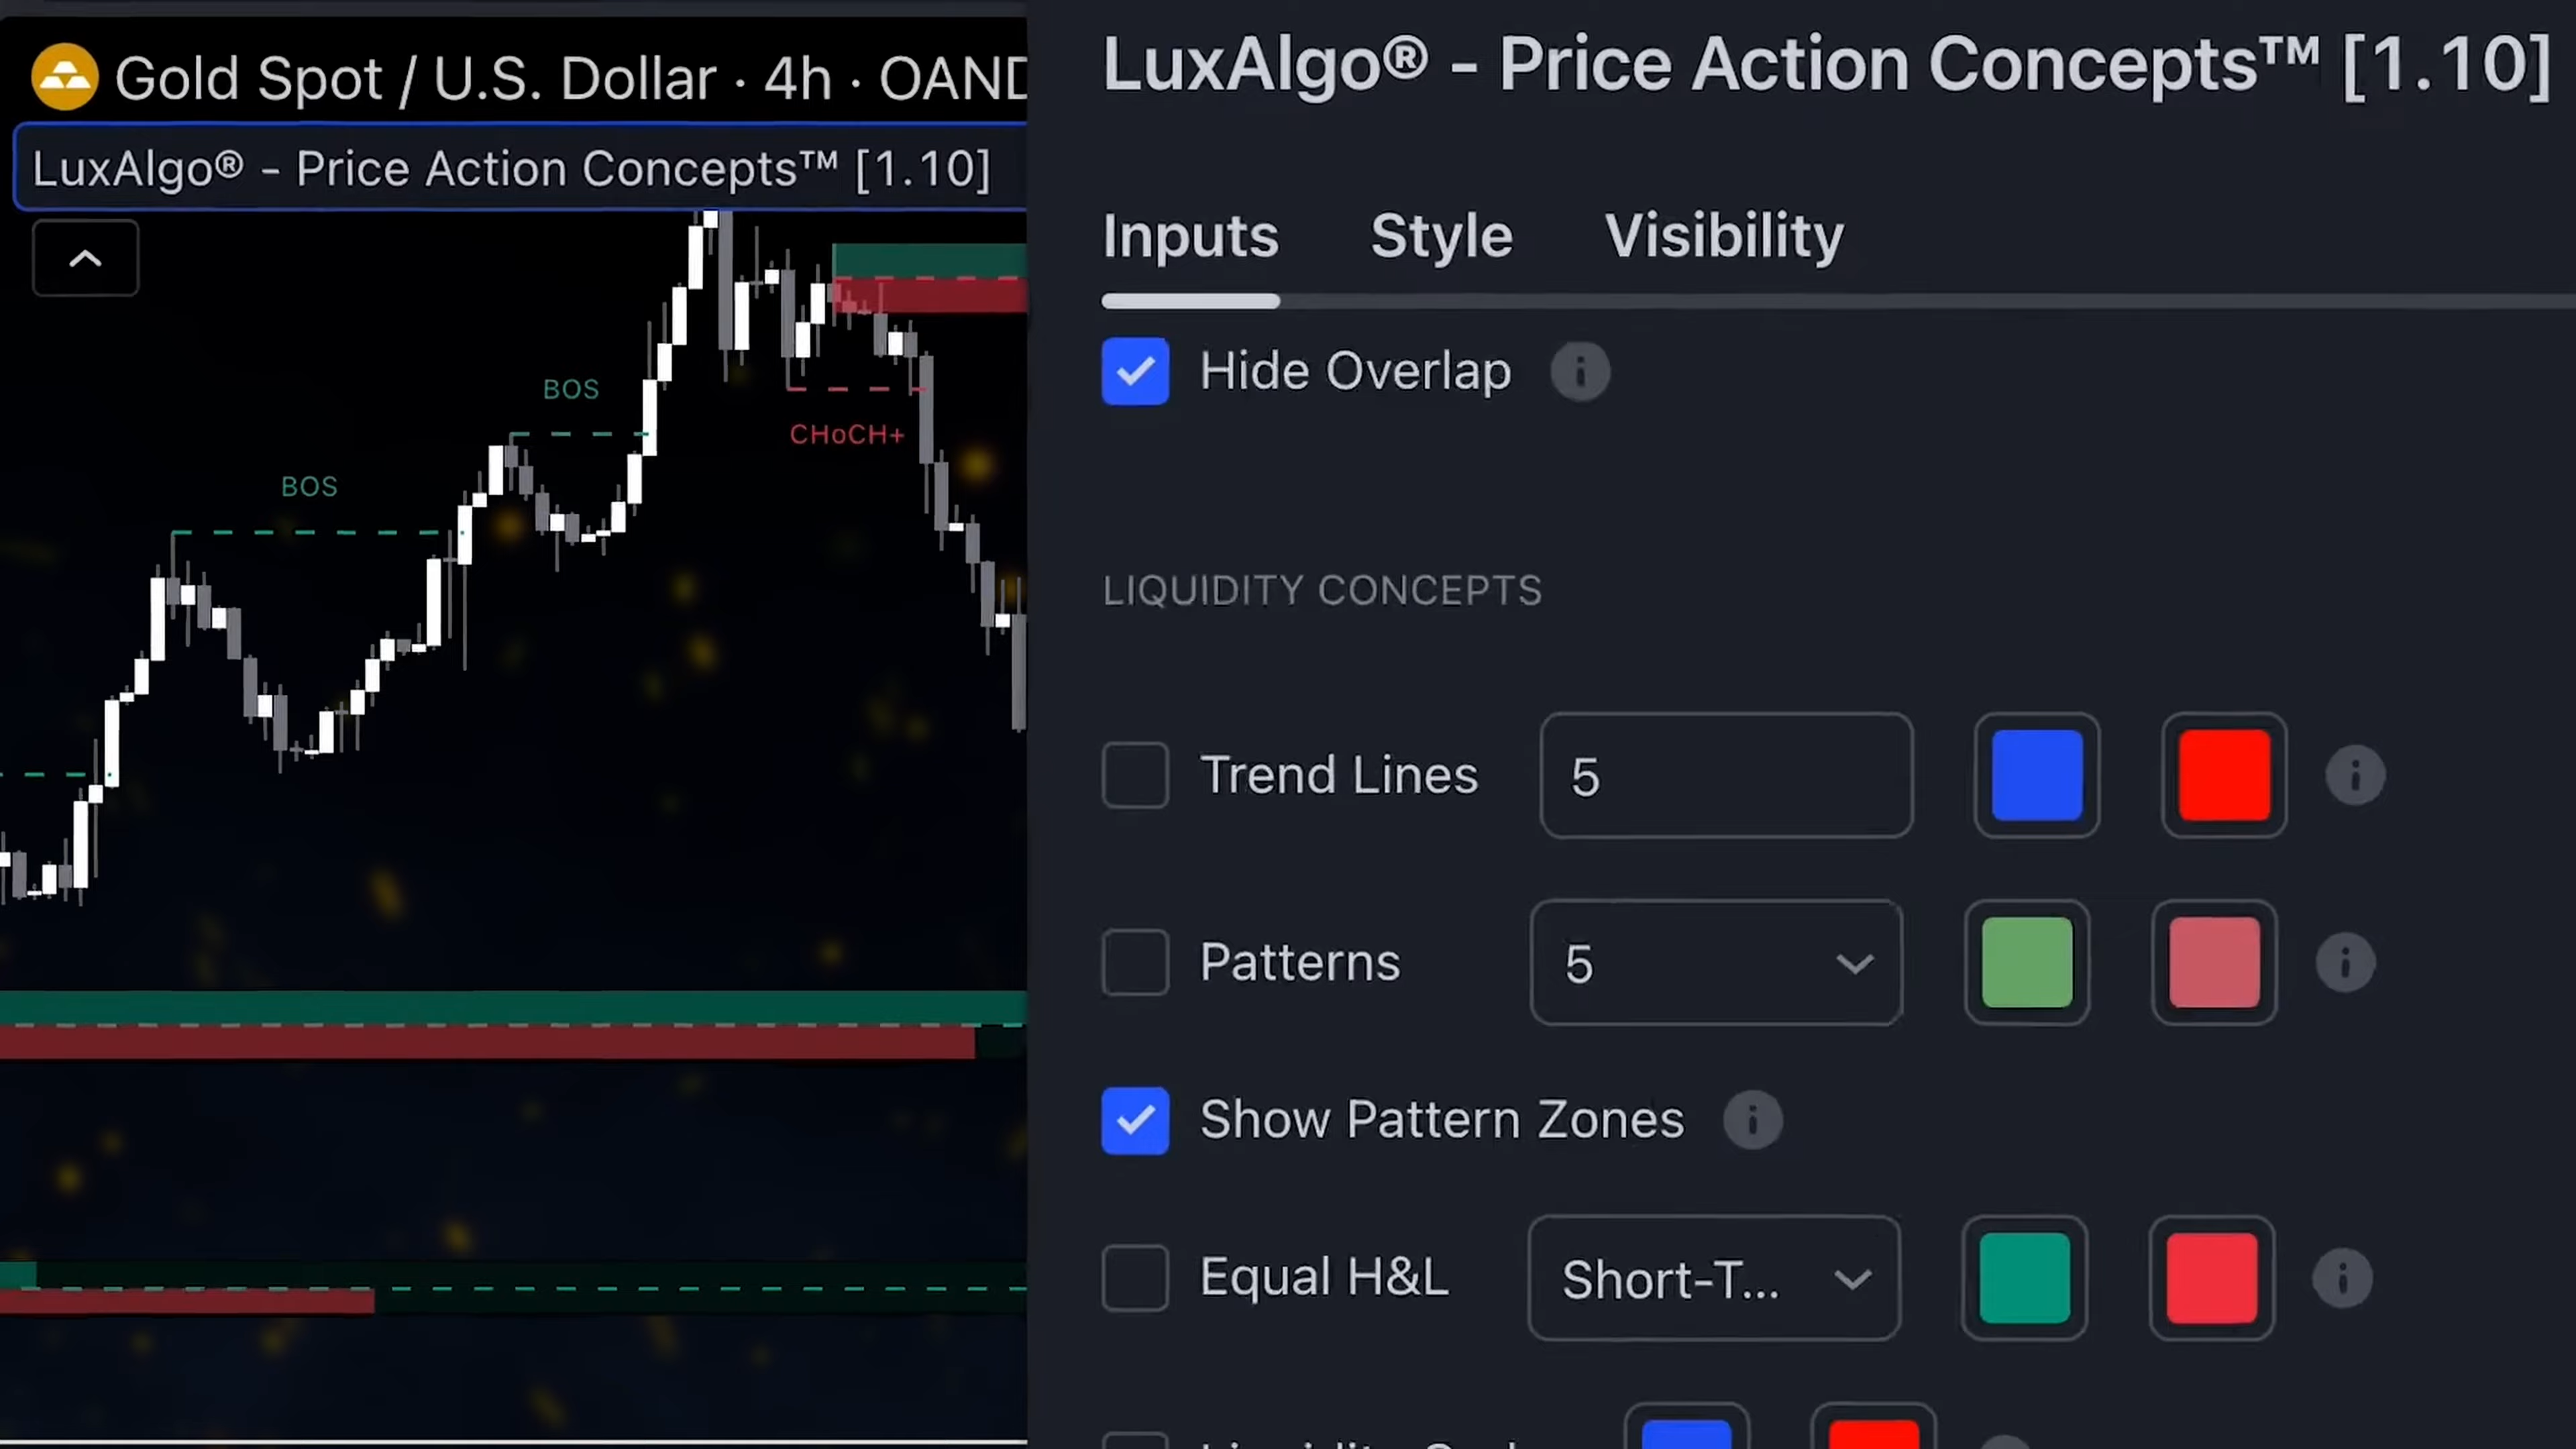 Gold Spot / U.S. Dollar · 4h · OAND
LuxAlgo® - Price Action Concepts™ [1.10]
BOS
BOS
CHoCH+
LuxAlgo® - Price Action Concepts™ [1.10]
Inputs Style Visibility
Hide Overlap
LIQUIDITY CONCEPTS
Trend Lines 5
Patterns 5
Show Pattern Zones
Equal H&L Short-T...